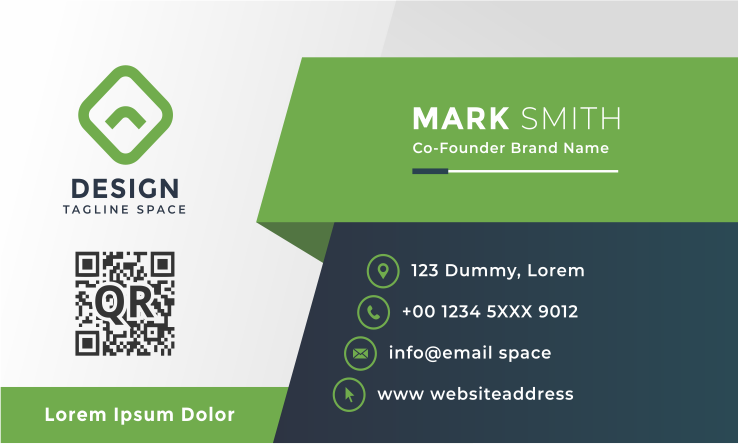 DESIGN
TAGLINE SPACE
QR
Lorem Ipsum Dolor
MARK SMITH
Co-Founder Brand Name
123 Dummy, Lorem
+00 1234 5XXX 9012
info@email space
www websiteaddress